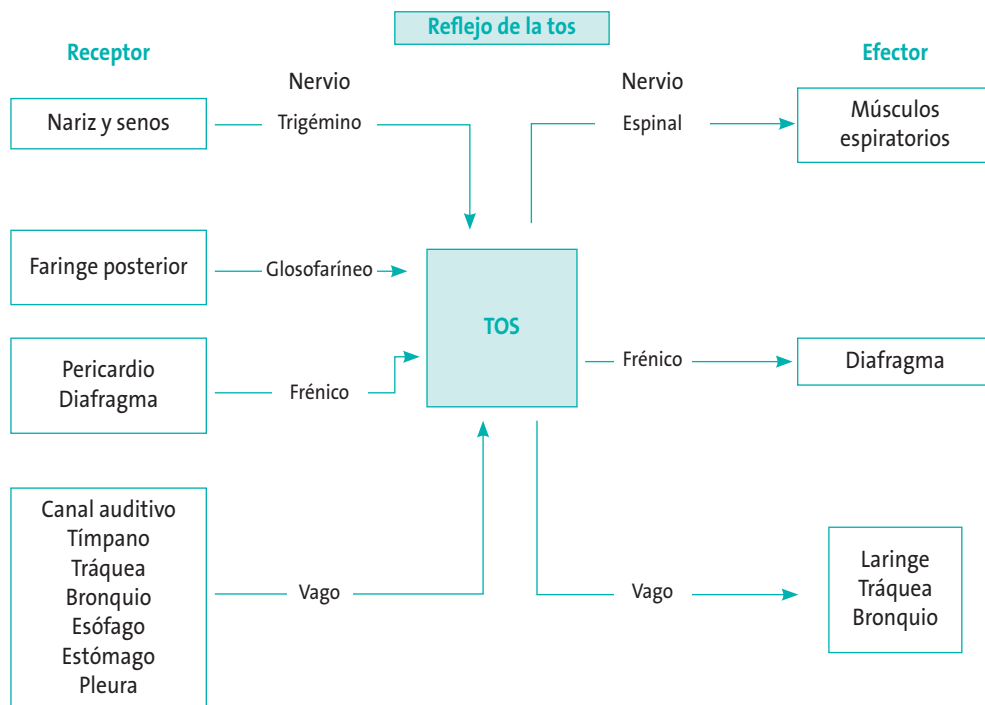 Reflejo de la tos
Receptor
Efector
Nervio
Nervio
Nariz y senos
Trigémino
Espinal
Músculos
espiratorios
Faringe posterior
Glosofaríneo
TOS
Pericardio
Diafragma
Frénico
Frénico
Diafragma
Canal auditivo
Tímpano
Tráquea
Bronquio
Esófago
Estómago
Pleura
Vago
Vago
Laringe
Tráquea
Bronquio